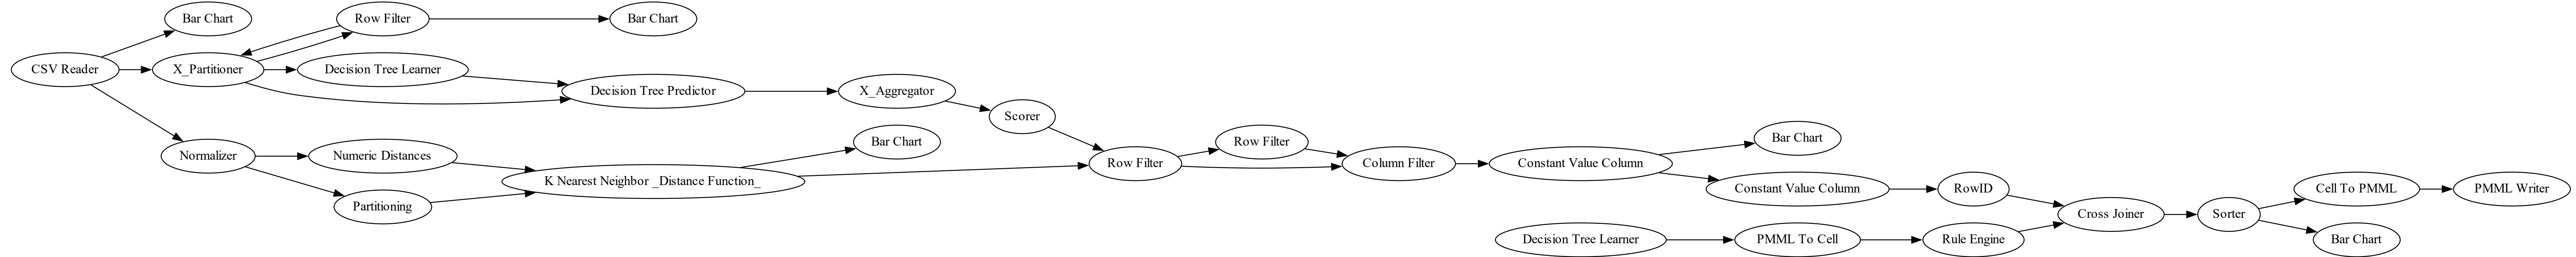 CSV Reader
Bar Chart
X_Partitioner
Normalizer
Row Filter
Decision Tree Learner
Numeric Distances
Partitioning
Bar Chart
Decision Tree Predictor
K Nearest Neighbor _Distance Function_
X_Aggregator
Bar Chart
Scorer
Row Filter
Row Filter
Column Filter
Constant Value Column
Decision Tree Learner
Bar Chart
Constant Value Column
PMML To Cell
RowID
Rule Engine
Cross Joiner
Sorter
Cell To PMML
Bar Chart
PMML Writer